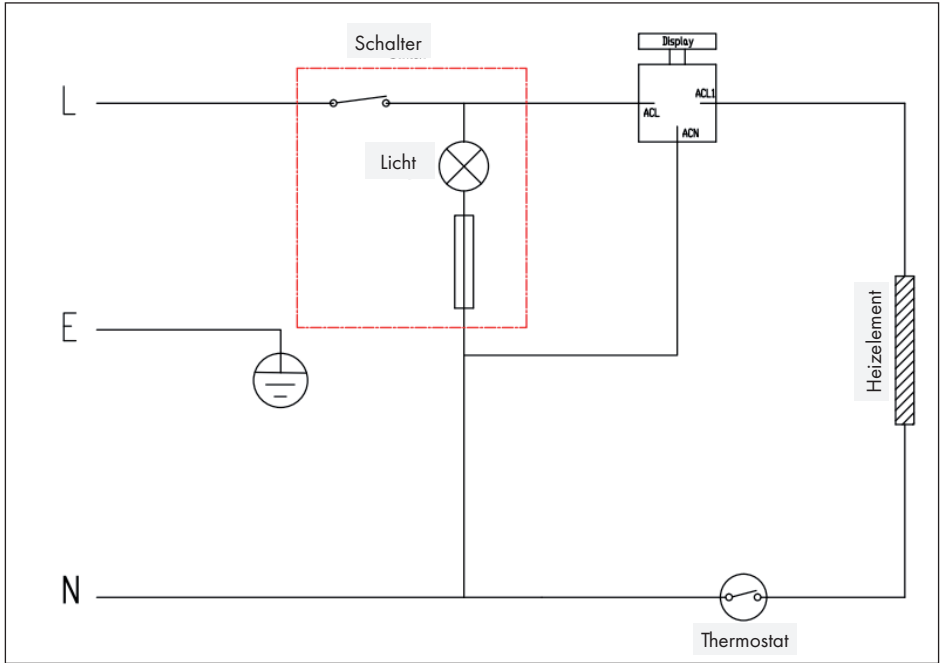 Schalter
Display
L
ACL1
ACL
ACN
Licht
E
Heizelement
N
Thermostat